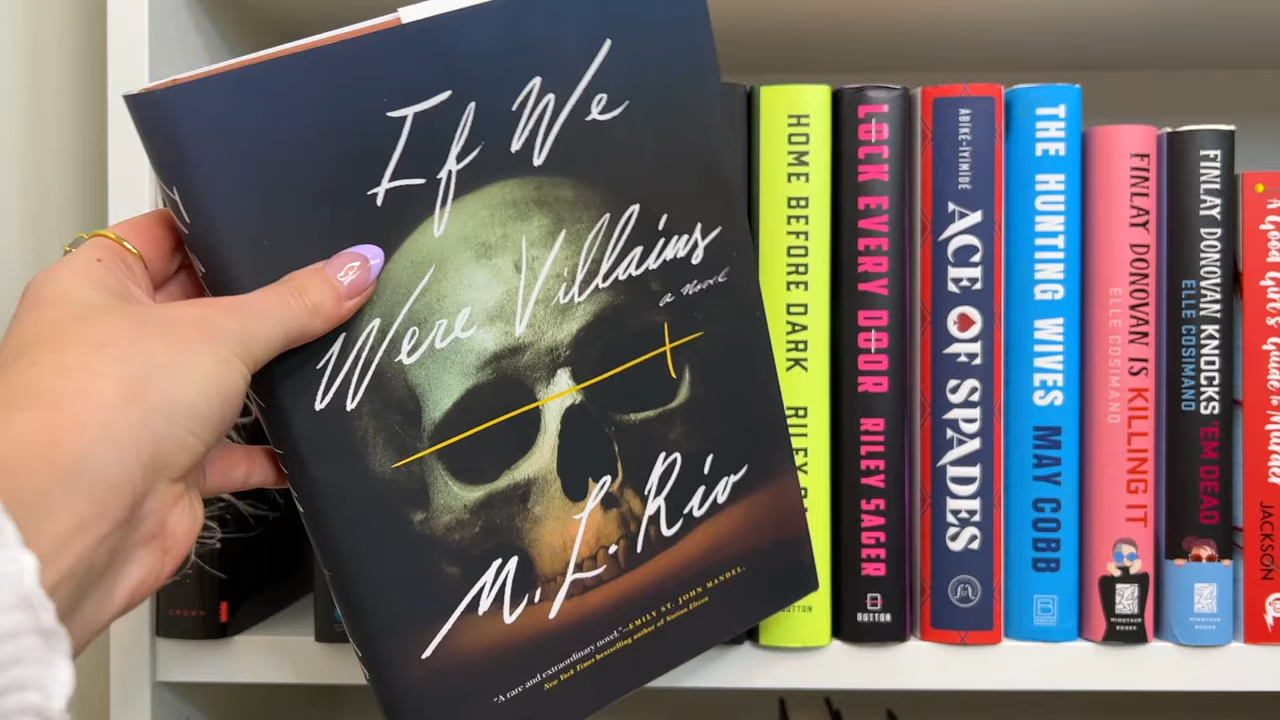 If We
Were Villains
a novel
M. L. Rio
"A rare and extraordinary novel."—EMILY ST. JOHN MANDEL,
New York Times bestselling author of Station Eleven
CROWN
HOME BEFORE DARK
DUTTON
LOCK EVERY DOOR RILEY SAGER
DUTTON
ÀBÍKÉ-ÍYÍMÍDÉ
ACE OF SPADES
THE HUNTING WIVES MAY COBB
B
FINLAY DONOVAN IS KILLING IT
ELLE COSIMANO
MINOTAUR
BOOKS
FINLAY DONOVAN KNOCKS 'EM DEAD
ELLE COSIMANO
MINOTAUR
BOOKS
A Good Girl's Guide to Murder
JACKSON